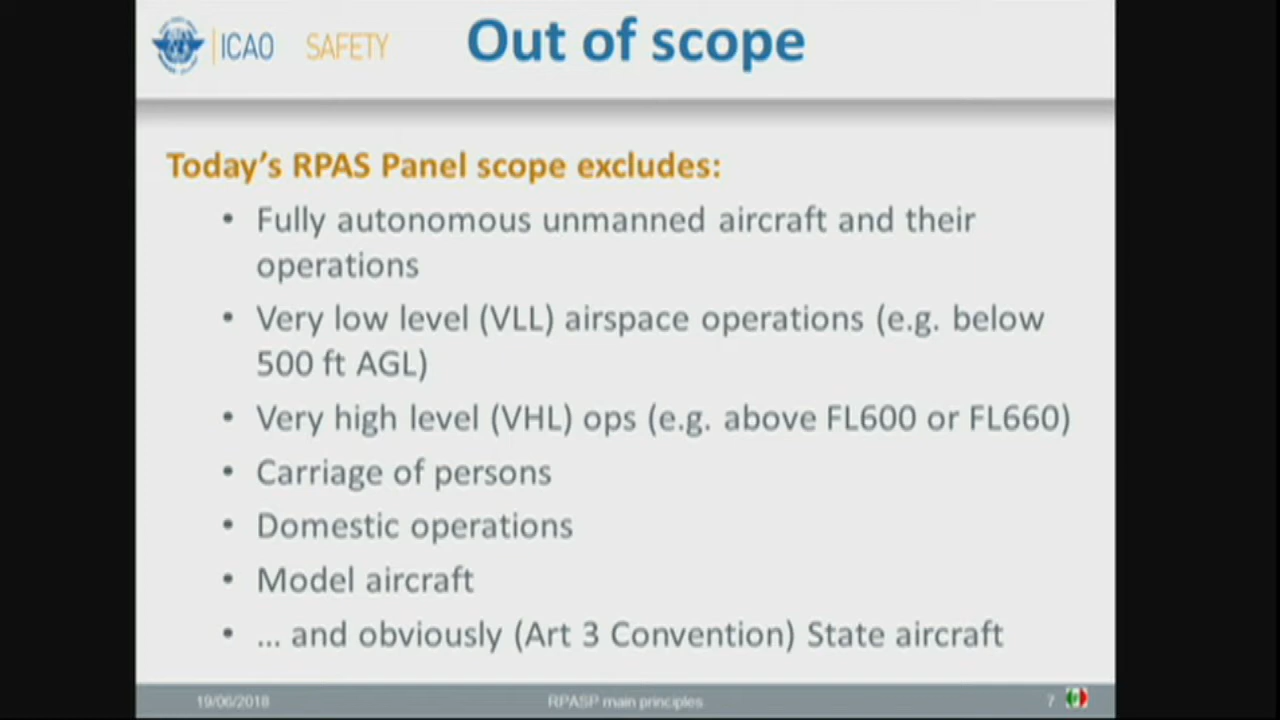 ICAO SAFETY Out of scope
Today's RPAS Panel scope excludes:
• Fully autonomous unmanned aircraft and their
operations
• Very low level (VLL) airspace operations (e.g. below
500 ft AGL)
• Very high level (VHL) ops (e.g. above FL600 or FL660)
• Carriage of persons
• Domestic operations
• Model aircraft
• ... and obviously (Art 3 Convention) State aircraft
19/06/2018 RPASP main principles 7